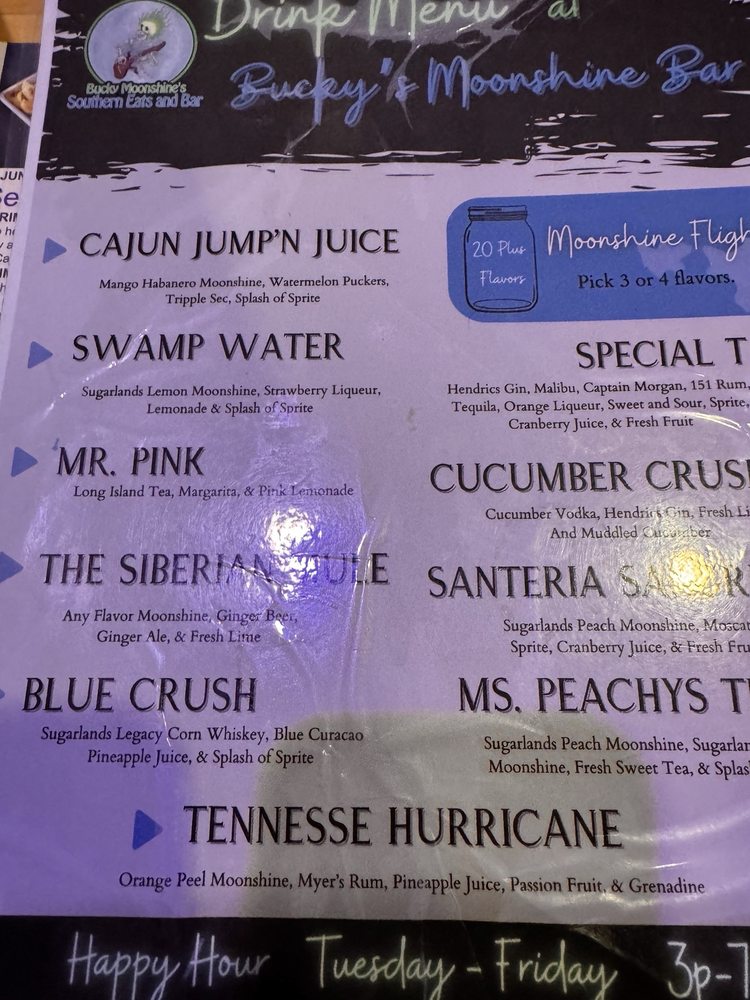 Drink Menu at
Bucky's Moonshine Bar
Bucky Moonshine's
Southern Eats and Bar
CAJUN JUMP'N JUICE
Mango Habanero Moonshine, Watermelon Puckers,
Tripple Sec, Splash of Sprite
SWAMP WATER
Sugarlands Lemon Moonshine, Strawberry Liqueur,
Lemonade & Splash of Sprite
MR. PINK
Long Island Tea, Margarita, & Pink Lemonade
THE SIBERIAN
Any Flavor Moonshine, Ginger Beer,
Ginger Ale, & Fresh Lime
BLUE CRUSH
Sugarlands Legacy Corn Whiskey, Blue Curacao
Pineapple Juice, & Splash of Sprite
20 Plus
Flavors
Moonshine
Pick 3 or 4 flavors.
SPECIAL
Hendrics Gin, Malibu, Captain Morgan, 151 Rum,
Tequila, Orange Liqueur, Sweet and Sour, Sprite,
Cranberry Juice, & Fresh Fruit
CUCUMBER
Cucumber Vodka, Hendrics Gin, Fresh
And Muddled Cucumber
SANTERIA
Sugarlands Peach Moonshine,
Sprite, Cranberry Juice, & Fresh
MS. PEACHYS
Sugarlands Peach Moonshine,
Moonshine, Fresh Sweet Tea, &
TENNESSE HURRICANE
Orange Peel Moonshine, Myer's Rum, Pineapple Juice, Passion Fruit, & Grenadine
Happy Hour Tuesday - Friday 3p-